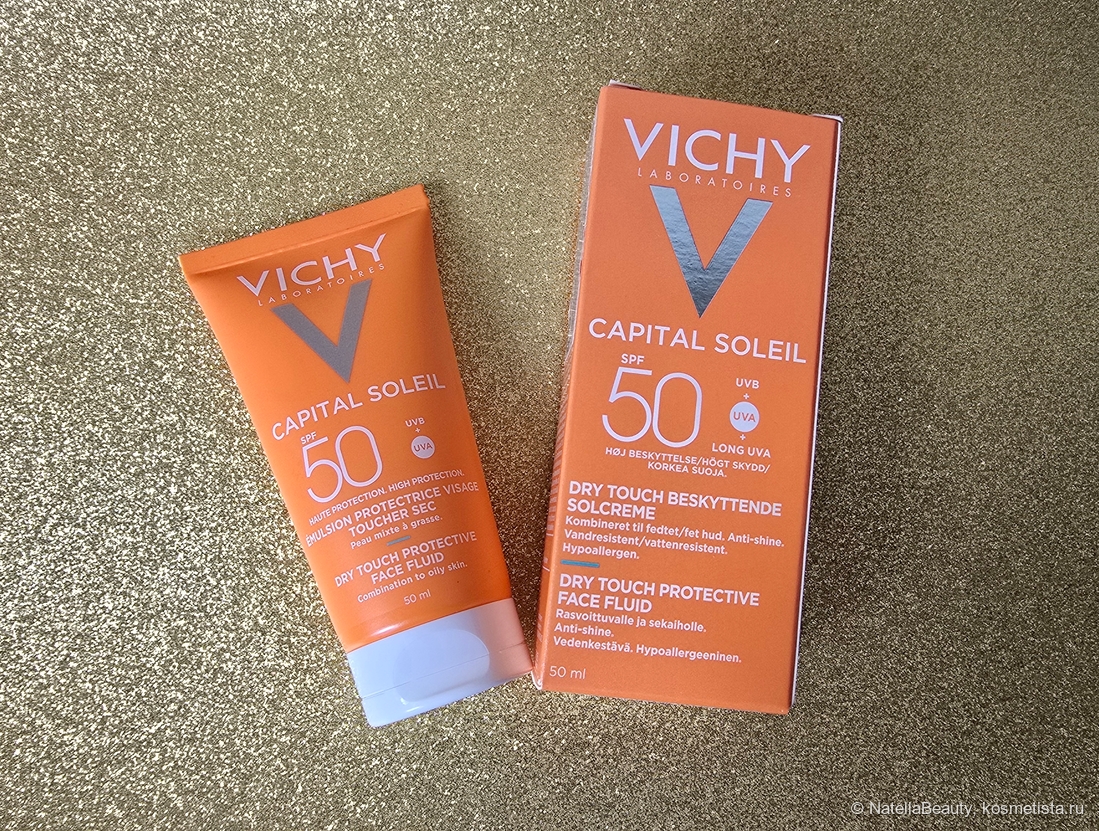 VICHY
LABORATOIRES
CAPITAL SOLEIL
SPF
50
UVB
+
UVA
HAUTE PROTECTION. HIGH PROTECTION.
ÉMULSION PROTECTRICE VISAGE
TOUCHER SEC
Peau mixte à grasse.
DRY TOUCH PROTECTIVE
FACE FLUID
Combination to oily skin.
50 ml
VICHY
LABORATOIRES
CAPITAL SOLEIL
SPF
50
UVB
+
UVA
+
LONG UVA
HØJ BESKYTTELSE/HÖGT SKYDD/
KORKEA SUOJA.
DRY TOUCH BESKYTTENDE
SOLCREME
Kombineret til fedtet/fet hud. Anti-shine.
Vandresistent/vattenresistent.
Hypoallergen.
DRY TOUCH PROTECTIVE
FACE FLUID
Rasvoittuvalle ja sekaiholle.
Anti-shine.
Vedenkestävä. Hypoallergeeninen.
50 ml
© NatellaBeauty, kosmetista.ru